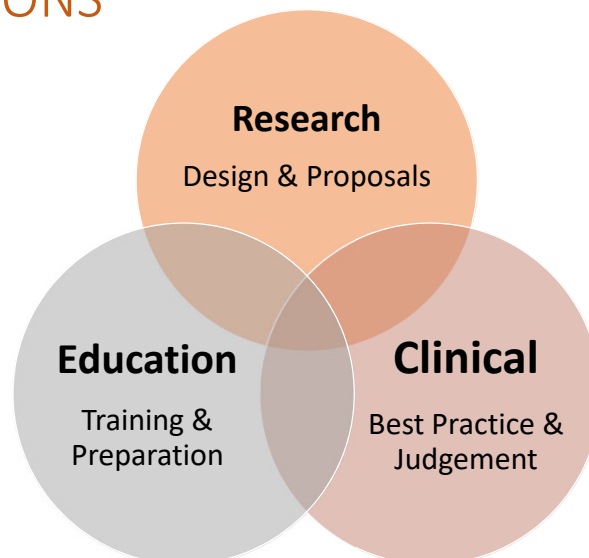 ONS
Research
Design & Proposals
Education
Training &
Preparation
Clinical
Best Practice &
Judgement